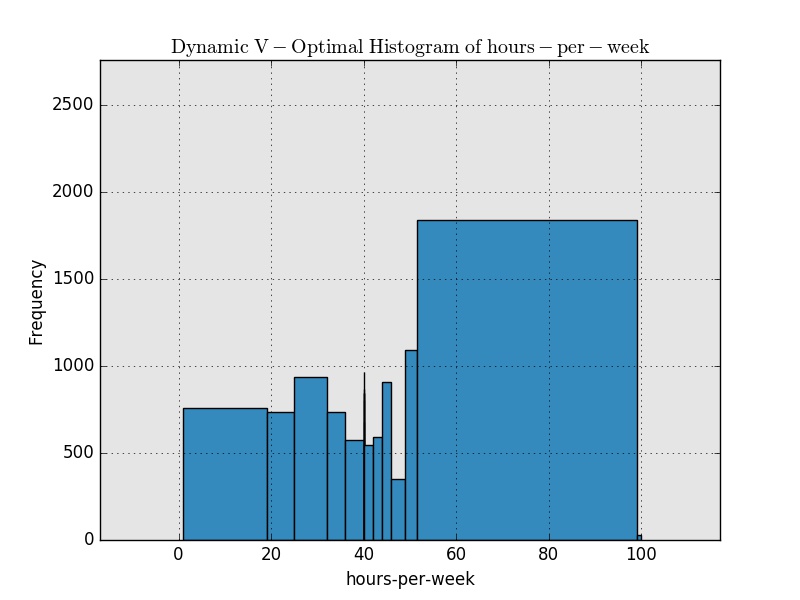 Dynamic V − Optimal Histogram of hours − per − week
2500
2000
1500
1000
500
0
Frequency
0 20 40 60 80 100
hours-per-week